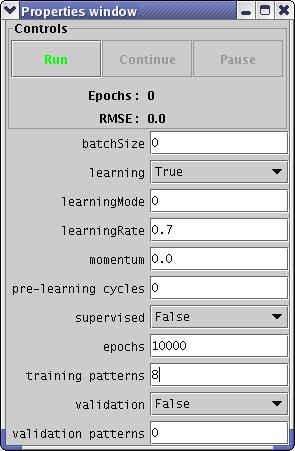 Properties window
Controls
Run Continue Pause
Epochs: 0
RMSE: 0.0
batchSize 0
learning True
learningMode 0
learningRate 0.7
momentum 0.0
pre-learning cycles 0
supervised False
epochs 10000
training patterns 8
validation False
validation patterns 0